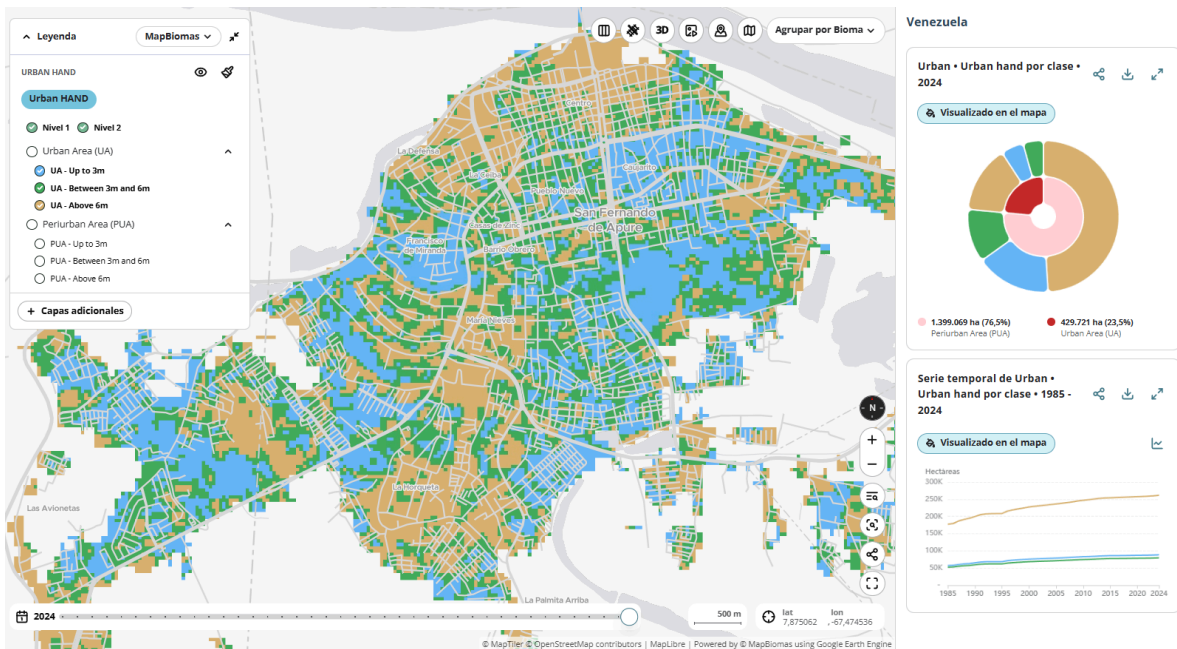 Leyenda
MapBiomas
URBAN HAND
Urban HAND
Nivel 1 Nivel 2
Urban Area (UA)
UA - Up to 3m
UA - Between 3m and 6m
UA - Above 6m
Periurban Area (PUA)
PUA - Up to 3m
PUA - Between 3m and 6m
PUA - Above 6m
+ Capas adicionales
3D
Agrupar por Bioma
Centro
La Defensa
La Ceiba
Caujarito
Pueblo Nuevo
San Fernando
de Apure
Casas de Zinc
Francisco
de Miranda
Barrio Obrero
María Nieves
La Horqueta
Las Avionetas
La Palmita Arriba
N
+
−
2024
500 m
lat
7,875062
lon
-67,474536
© MapTiler © OpenStreetMap contributors | MapLibre | Powered by © MapBiomas using Google Earth Engine
Venezuela
Urban • Urban hand por clase •
2024
Visualizado en el mapa
1.399.069 ha (76,5%)
Periurban Area (PUA)
429.721 ha (23,5%)
Urban Area (UA)
Serie temporal de Urban •
Urban hand por clase • 1985 -
2024
Visualizado en el mapa
Hectáreas
300K
250K
200K
150K
100K
50K
-
1985 1990 1995 2000 2005 2010 2015 2020 2024